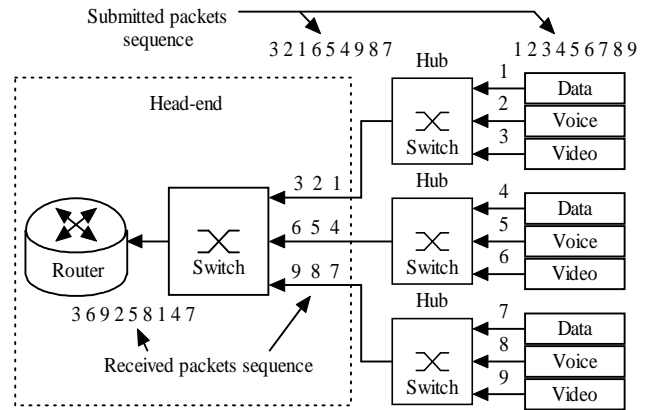 Submitted packets
sequence
3 2 1 6 5 4 9 8 7
1 2 3 4 5 6 7 8 9
Hub
Switch
1
Data
2
Voice
3
Video
Head-end
3 2 1
6 5 4
9 8 7
Router
Switch
3 6 9 2 5 8 1 4 7
Received packets sequence
Hub
Switch
4
Data
5
Voice
6
Video
Hub
Switch
7
Data
8
Voice
9
Video